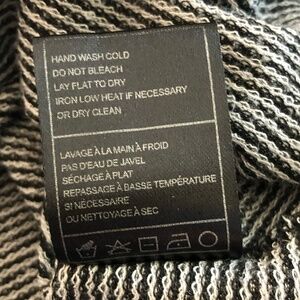 HAND WASH COLD
DO NOT BLEACH
LAY FLAT TO DRY
IRON LOW HEAT IF NECESSARY
OR DRY CLEAN
LAVAGE À LA MAIN À FROID
PAS D'EAU DE JAVEL
SÉCHAGE À PLAT
REPASSAGE À BASSE TEMPÉRATURE
SI NÉCESSAIRE
OU NETTOYAGE À SEC